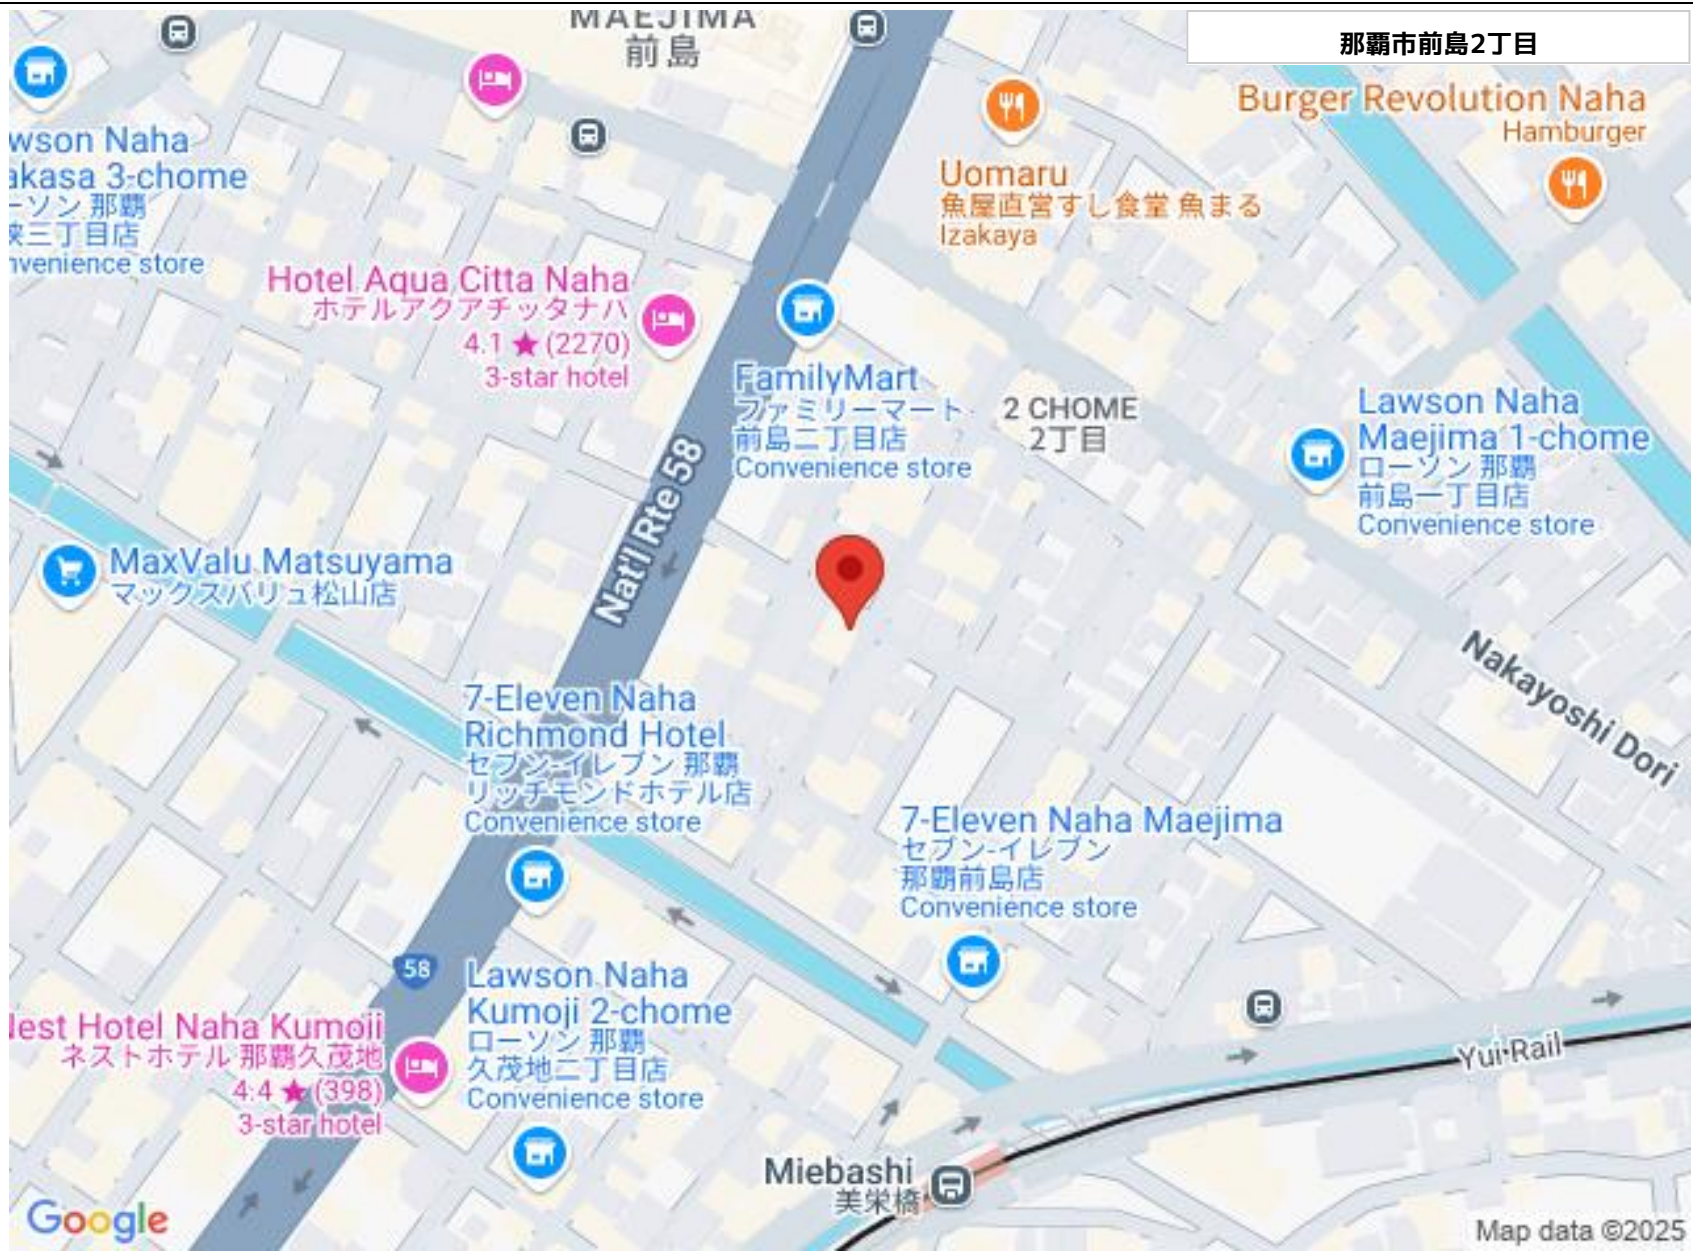 MAEJIMA
前島
那覇市前島2丁目
Burger Revolution Naha
Hamburger
wson Naha
akasa 3-chome
ーソン 那覇
三丁目店
nvenience store
Uomaru
魚屋直営すし食堂 魚まる
Izakaya
Hotel Aqua Citta Naha
ホテルアクアチッタナハ
4.1 ★ (2270)
3-star hotel
FamilyMart
ファミリーマート
前島二丁目店
Convenience store
2 CHOME
2丁目
Lawson Naha
Maejima 1-chome
ローソン 那覇
前島一丁目店
Convenience store
Nat'l Rte 58
MaxValu Matsuyama
マックスバリュ松山店
Nakayoshi Dori
7-Eleven Naha
Richmond Hotel
セブン-イレブン 那覇
リッチモンドホテル店
Convenience store
7-Eleven Naha Maejima
セブン-イレブン
那覇前島店
Convenience store
58
Lawson Naha
Kumoji 2-chome
ローソン 那覇
久茂地二丁目店
Convenience store
Nest Hotel Naha Kumoji
ネストホテル 那覇久茂地
4.4 ★ (398)
3-star hotel
Yui Rail
Miebashi
美栄橋
Google
Map data ©2025